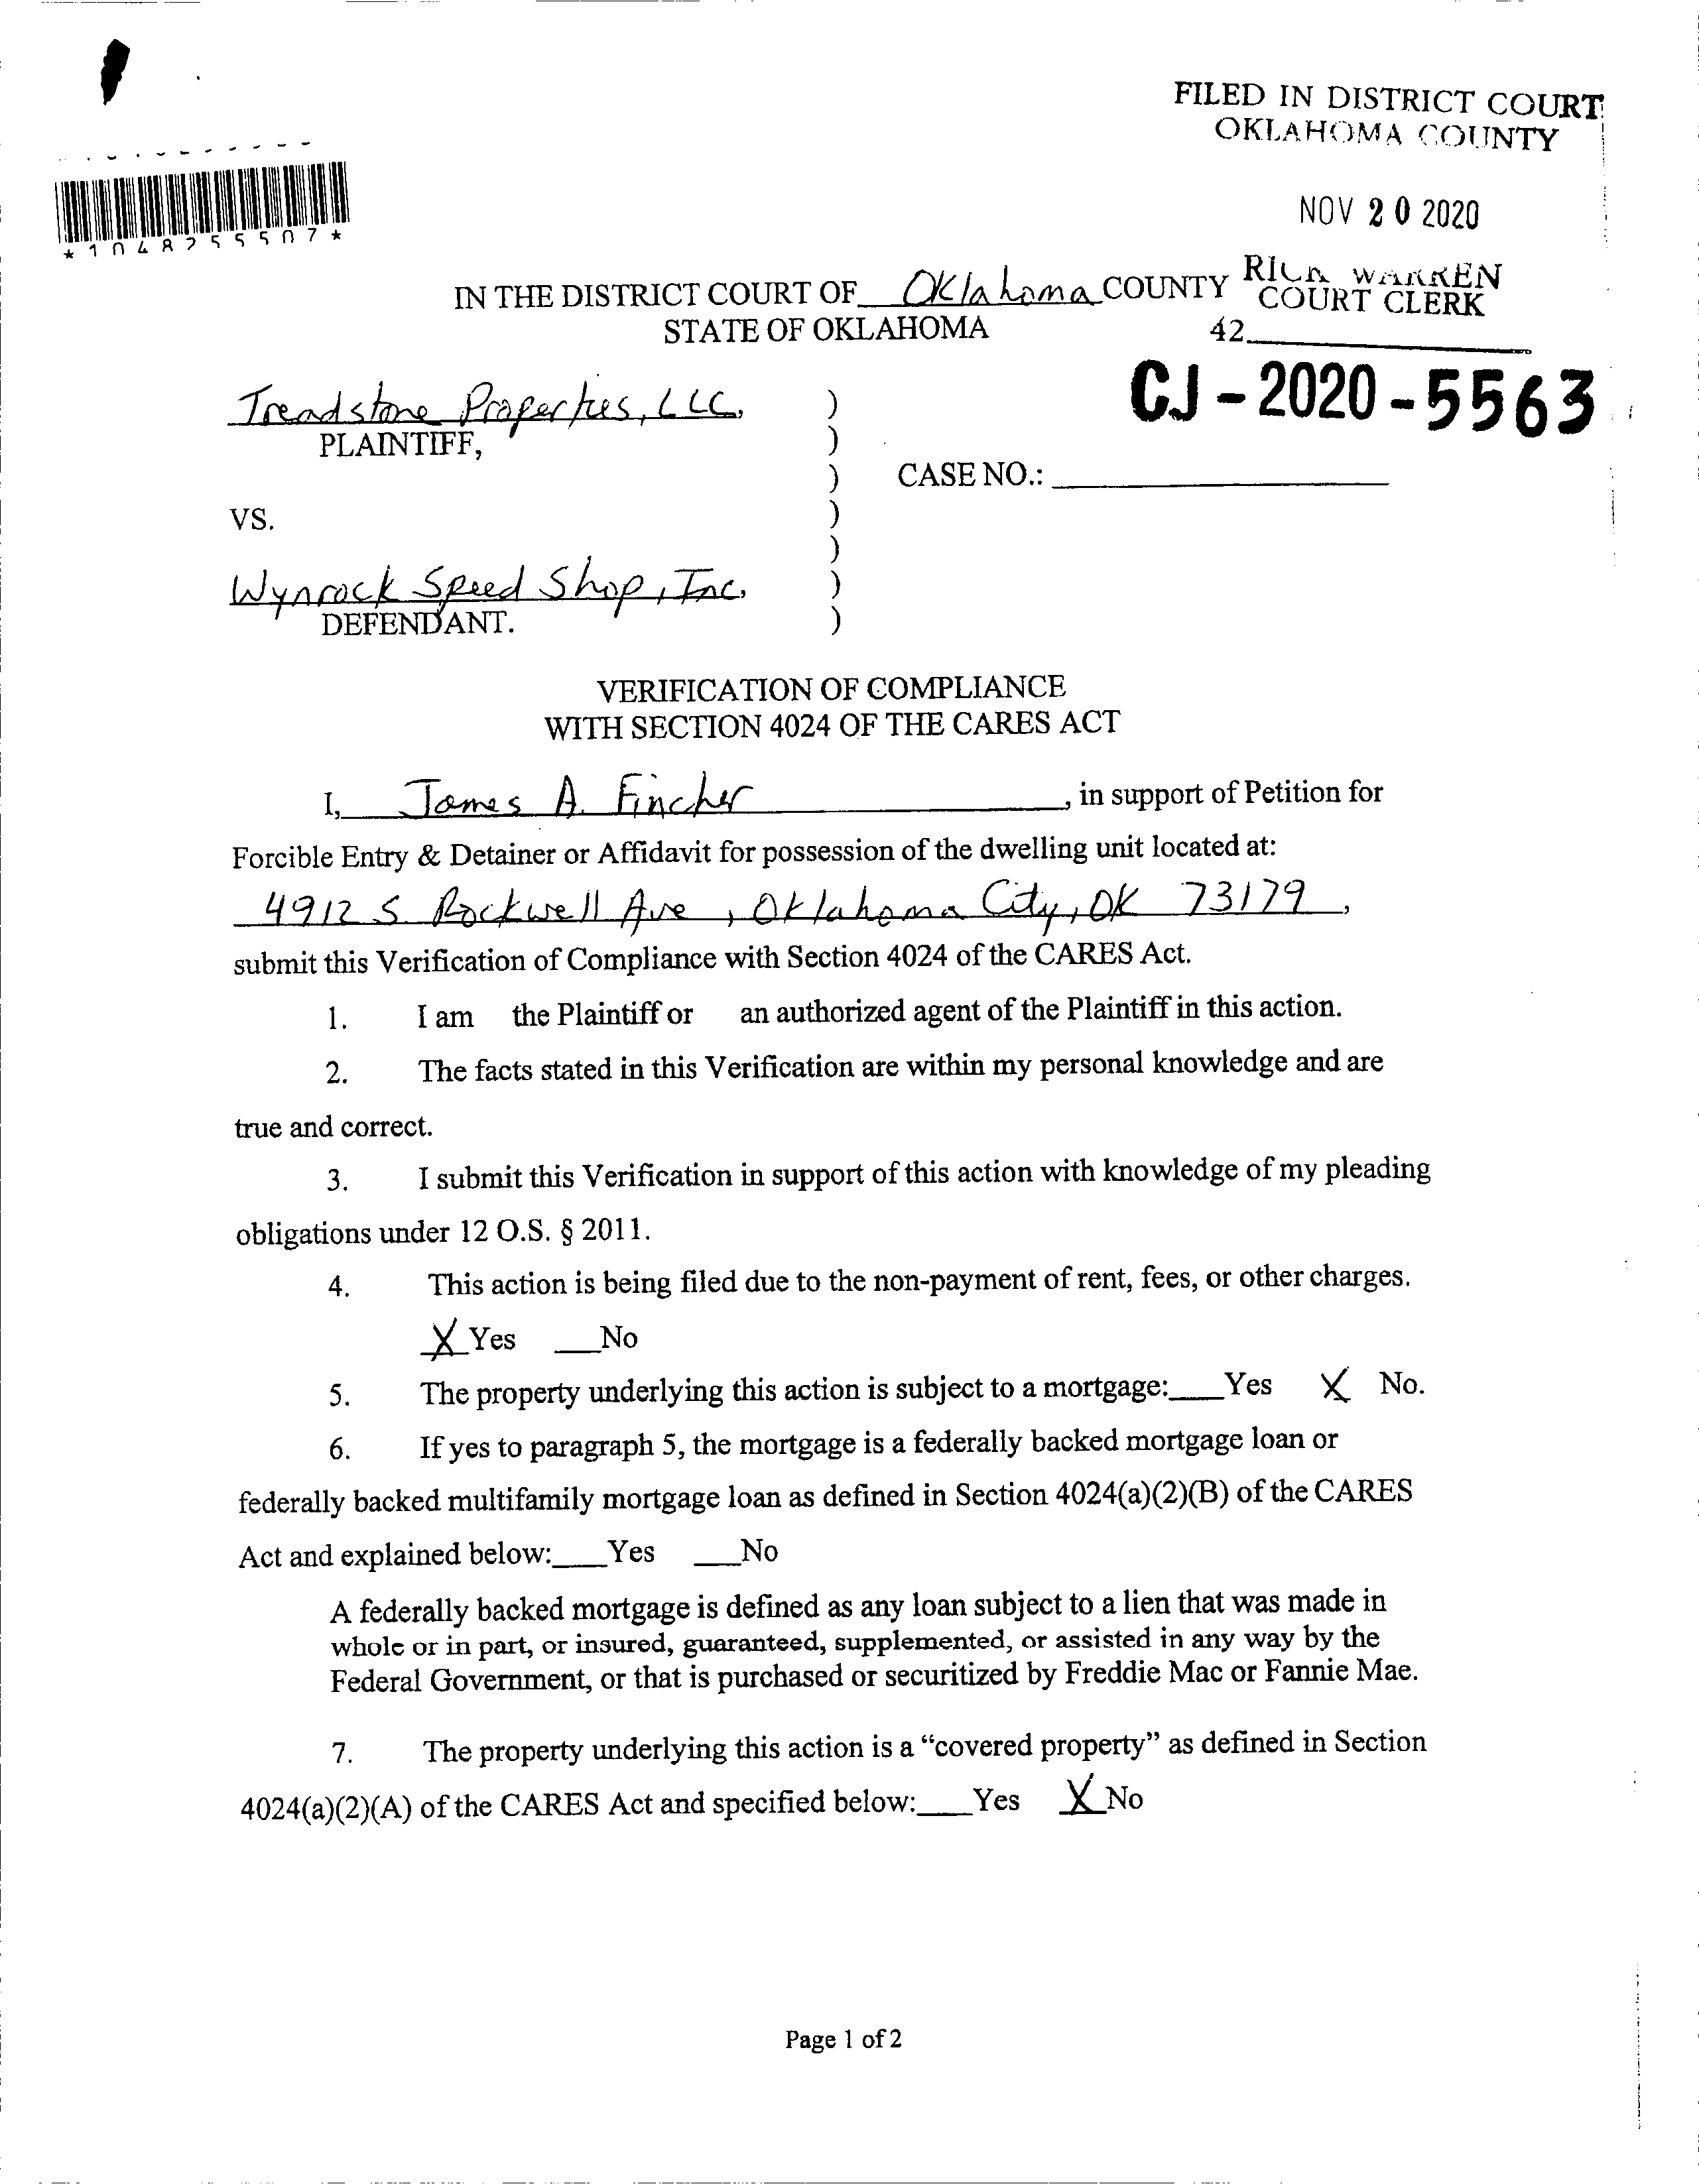 FILED IN DISTRICT COURT
OKLAHOMA COUNTY
NOV 20 2020
*1048255507*
RICK WARREN
COURT CLERK
42
IN THE DISTRICT COURT OF Oklahoma COUNTY
STATE OF OKLAHOMA
CJ-2020-5563
Treadstone Properties, LLC,
PLAINTIFF,
CASE NO.:
VS.
Wynrock Speed Shop, Inc.
DEFENDANT.
)
)
)
)
)
)
)
VERIFICATION OF COMPLIANCE
WITH SECTION 4024 OF THE CARES ACT
I, James A. Fincher, in support of Petition for
Forcible Entry & Detainer or Affidavit for possession of the dwelling unit located at:
4912 S. Rockwell Ave, Oklahoma City, OK 73179,
submit this Verification of Compliance with Section 4024 of the CARES Act.
1. I am the Plaintiff or an authorized agent of the Plaintiff in this action.
2. The facts stated in this Verification are within my personal knowledge and are
true and correct.
3. I submit this Verification in support of this action with knowledge of my pleading
obligations under 12 O.S. § 2011.
4. This action is being filed due to the non-payment of rent, fees, or other charges.
X Yes ___No
5. The property underlying this action is subject to a mortgage:___Yes X No.
6. If yes to paragraph 5, the mortgage is a federally backed mortgage loan or
federally backed multifamily mortgage loan as defined in Section 4024(a)(2)(B) of the CARES
Act and explained below:___Yes ___No
A federally backed mortgage is defined as any loan subject to a lien that was made in
whole or in part, or insured, guaranteed, supplemented, or assisted in any way by the
Federal Government, or that is purchased or securitized by Freddie Mac or Fannie Mae.
7. The property underlying this action is a “covered property” as defined in Section
4024(a)(2)(A) of the CARES Act and specified below:___Yes X No
Page 1 of 2